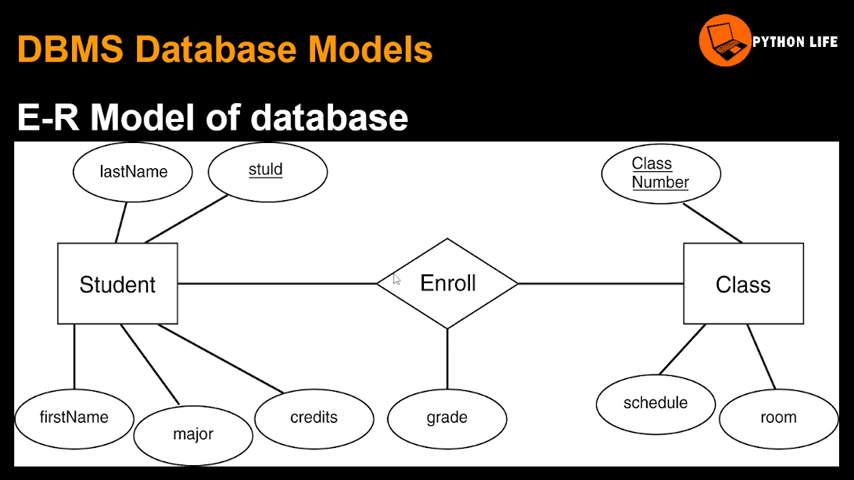 DBMS Database Models
PYTHON LIFE
E-R Model of database
lastName
stuId
Class
Number
Student
Enroll
Class
firstName
major
credits
grade
schedule
room